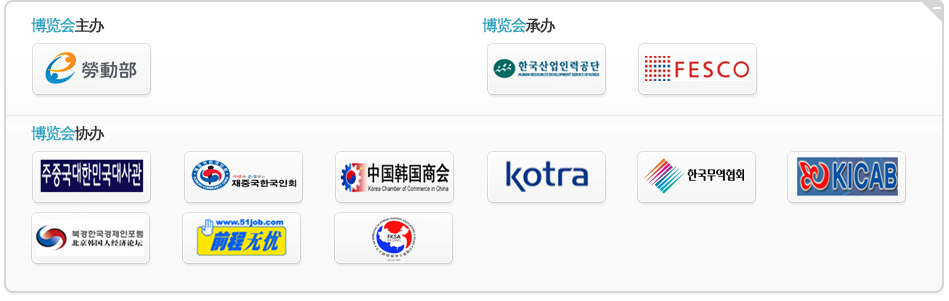 博览会主办
博览会承办
勞動部
한국산업인력공단
HUMAN RESOURCES DEVELOPMENT SERVICE OF KOREA
FESCO
博览会协办
주중국대한민국대사관
재중국한국인회
中国韩国商会
Korea Chamber of Commerce in China
kotra
한국무역협회
KICAB
북경한국경제인포럼
北京韩国人经济论坛
www.51job.com
前程无忧
FKSA